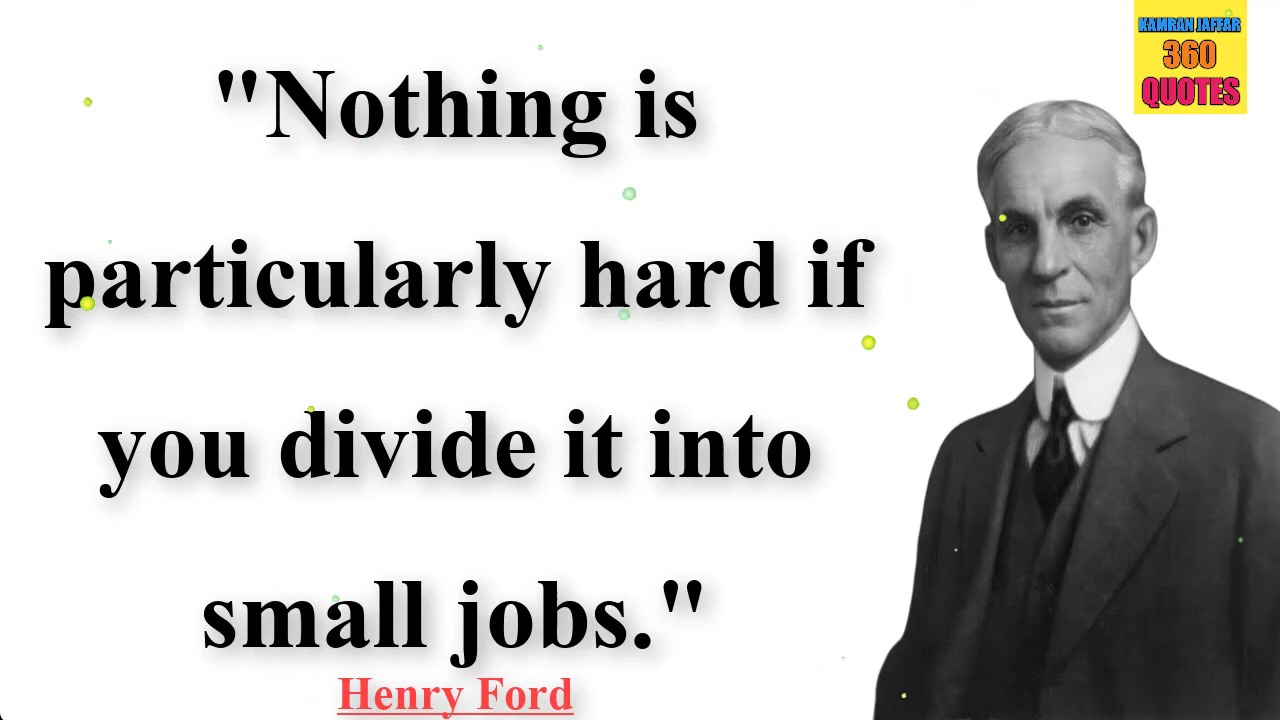 KAMRAN JAFFAR
360
QUOTES
"Nothing is
particularly hard if
you divide it into
small jobs."
Henry Ford